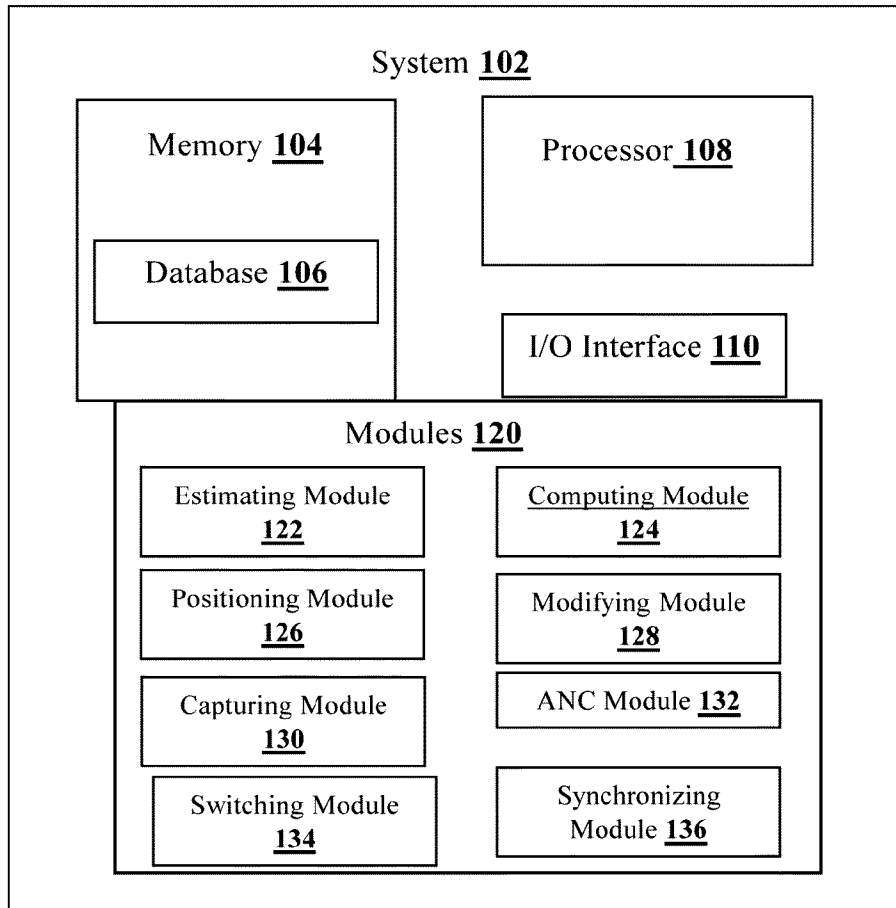 System 102
Memory 104
Processor 108
Database 106
I/O Interface 110
Modules 120
Estimating Module
122
Computing Module
124
Positioning Module
126
Modifying Module
128
Capturing Module
130
ANC Module 132
Switching Module
134
Synchronizing
Module 136